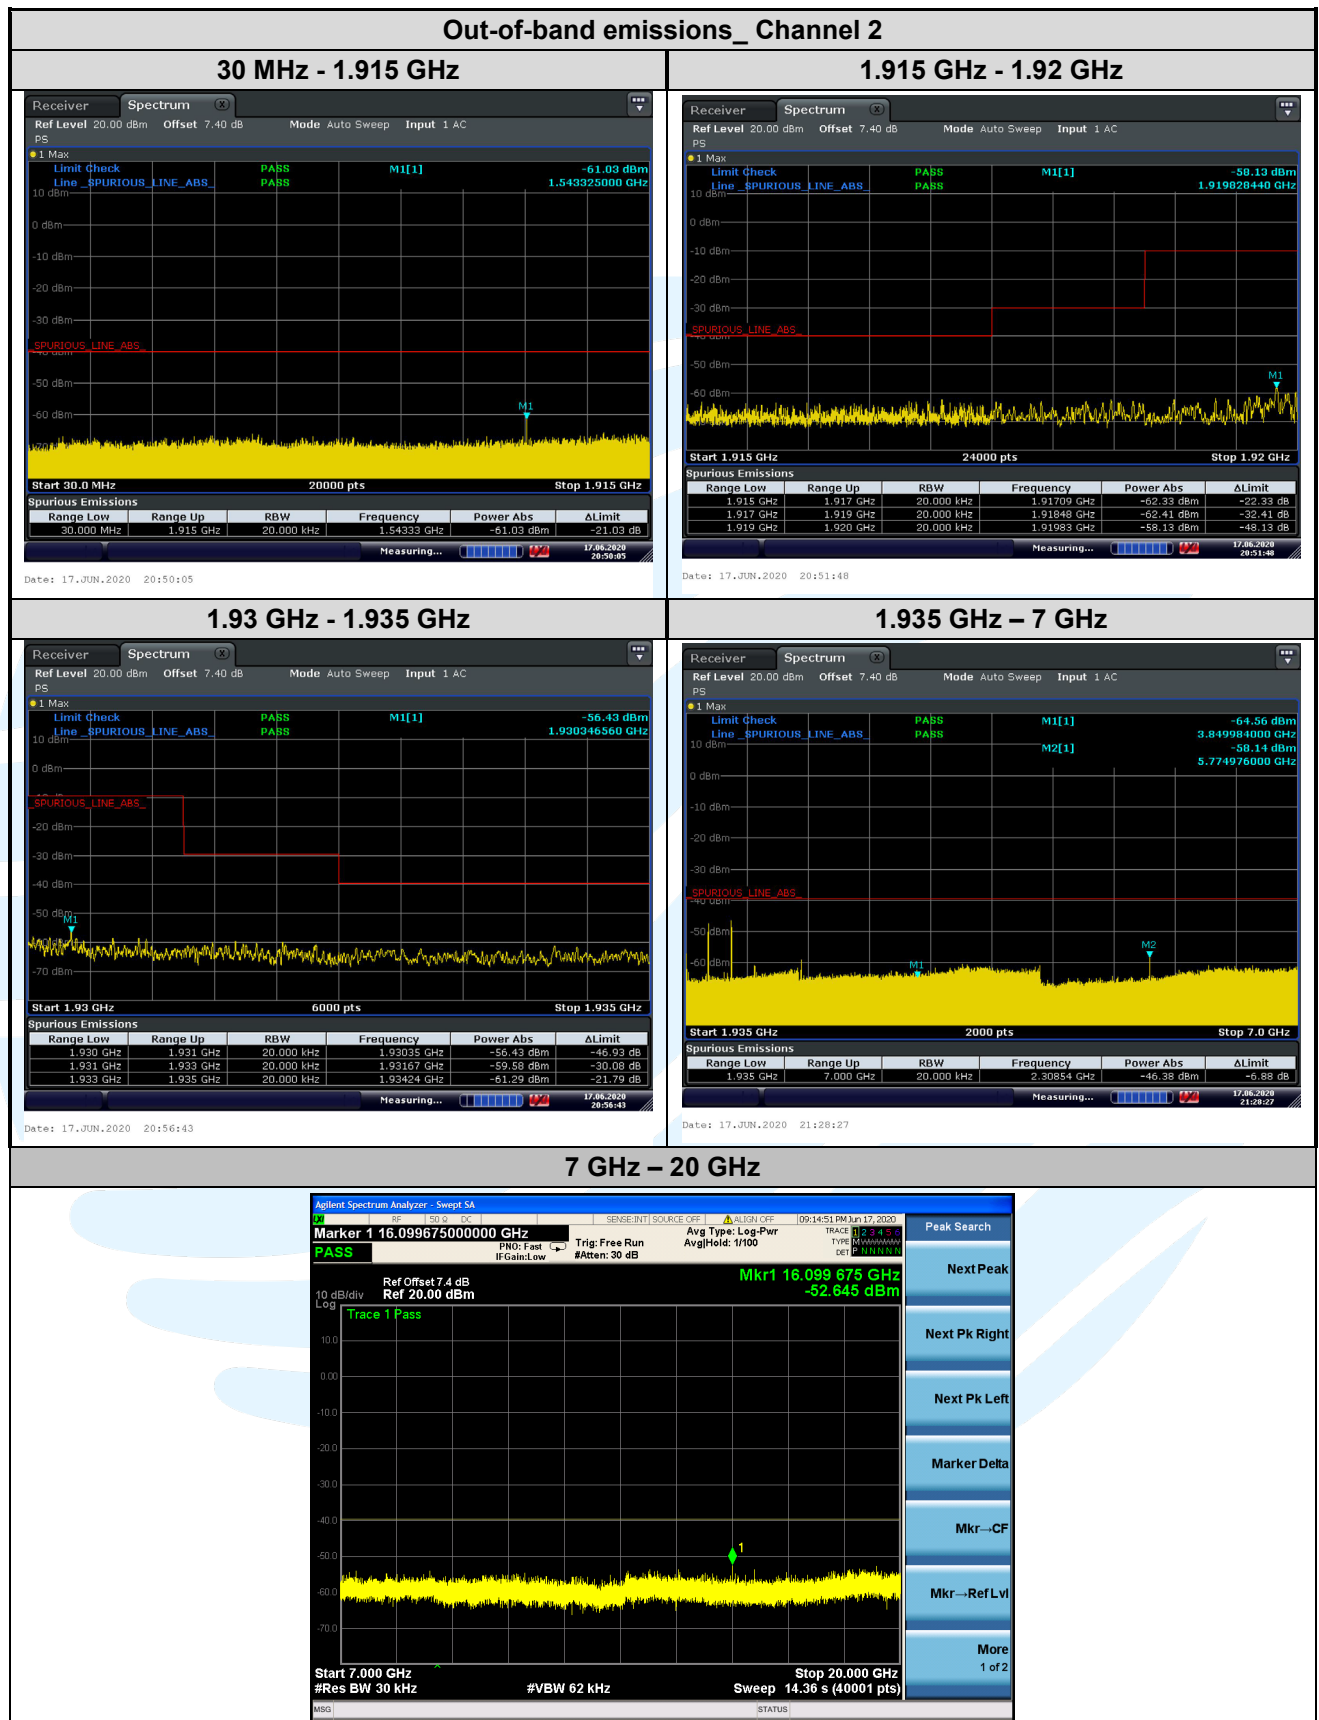 Out-of-band emissions_ Channel 2
30 MHz - 1.915 GHz
1.915 GHz - 1.92 GHz
Receiver Spectrum
Ref Level 20.00 dBm Offset 7.40 dB Mode Auto Sweep Input 1 AC
PS
1 Max
Limit Check PASS M1[1] -61.03 dBm
Line _SPURIOUS_LINE_ABS_ PASS 1.543325000 GHz
10 dBm
0 dBm
-10 dBm
-20 dBm
-30 dBm
_SPURIOUS_LINE_ABS_
-40 dBm
-50 dBm
M1
-60 dBm
Start 30.0 MHz 20000 pts Stop 1.915 GHz
Spurious Emissions
Range Low Range Up RBW Frequency Power Abs ΔLimit
30.000 MHz 1.915 GHz 20.000 kHz 1.54333 GHz -61.03 dBm -21.03 dB
Measuring... 17.06.2020
20:50:05
Date: 17.JUN.2020 20:50:05
Receiver Spectrum
Ref Level 20.00 dBm Offset 7.40 dB Mode Auto Sweep Input 1 AC
PS
1 Max
Limit Check PASS M1[1] -58.13 dBm
Line _SPURIOUS_LINE_ABS_ PASS 1.919828440 GHz
10 dBm
0 dBm
-10 dBm
-20 dBm
-30 dBm
_SPURIOUS_LINE_ABS_
-40 dBm
-50 dBm
M1
-60 dBm
Start 1.915 GHz 24000 pts Stop 1.92 GHz
Spurious Emissions
Range Low Range Up RBW Frequency Power Abs ΔLimit
1.915 GHz 1.917 GHz 20.000 kHz 1.91709 GHz -62.33 dBm -22.33 dB
1.917 GHz 1.919 GHz 20.000 kHz 1.91848 GHz -62.41 dBm -32.41 dB
1.919 GHz 1.920 GHz 20.000 kHz 1.91983 GHz -58.13 dBm -48.13 dB
Measuring... 17.06.2020
20:51:48
Date: 17.JUN.2020 20:51:48
1.93 GHz - 1.935 GHz
1.935 GHz – 7 GHz
Receiver Spectrum
Ref Level 20.00 dBm Offset 7.40 dB Mode Auto Sweep Input 1 AC
PS
1 Max
Limit Check PASS M1[1] -56.43 dBm
Line _SPURIOUS_LINE_ABS_ PASS 1.930346560 GHz
10 dBm
0 dBm
_SPURIOUS_LINE_ABS_
-20 dBm
-30 dBm
-40 dBm
-50 dBm
M1
-70 dBm
Start 1.93 GHz 6000 pts Stop 1.935 GHz
Spurious Emissions
Range Low Range Up RBW Frequency Power Abs ΔLimit
1.930 GHz 1.931 GHz 20.000 kHz 1.93035 GHz -56.43 dBm -46.93 dB
1.931 GHz 1.933 GHz 20.000 kHz 1.93167 GHz -59.58 dBm -30.08 dB
1.933 GHz 1.935 GHz 20.000 kHz 1.93424 GHz -61.29 dBm -21.79 dB
Measuring... 17.06.2020
20:56:43
Date: 17.JUN.2020 20:56:43
Receiver Spectrum
Ref Level 20.00 dBm Offset 7.40 dB Mode Auto Sweep Input 1 AC
PS
1 Max
Limit Check PASS M1[1] -64.56 dBm
Line _SPURIOUS_LINE_ABS_ PASS 3.849984000 GHz
10 dBm M2[1] -58.14 dBm
5.774976000 GHz
0 dBm
-10 dBm
-20 dBm
-30 dBm
_SPURIOUS_LINE_ABS_
-40 dBm
-50 dBm
M2
-60 dBm M1
Start 1.935 GHz 2000 pts Stop 7.0 GHz
Spurious Emissions
Range Low Range Up RBW Frequency Power Abs ΔLimit
1.935 GHz 7.000 GHz 20.000 kHz 2.30854 GHz -46.38 dBm -6.88 dB
Measuring... 17.06.2020
21:28:27
Date: 17.JUN.2020 21:28:27
7 GHz – 20 GHz
Agilent Spectrum Analyzer - Swept SA
RF 50 Ω DC SENSE:INT SOURCE OFF ALIGN OFF 09:14:51 PM Jun 17, 2020
Marker 1 16.099675000000 GHz Avg Type: Log-Pwr TRACE 1 2 3 4 5 6
PASS PNO: Fast Trig: Free Run Avg|Hold: 1/100 TYPE M
IFGain:Low #Atten: 30 dB DET P N N N N N
Peak Search
Mkr1 16.099 675 GHz
Ref Offset 7.4 dB
10 dB/div Ref 20.00 dBm -52.645 dBm
Log
Trace 1 Pass
10.0
0.00
-10.0
-20.0
-30.0
-40.0
-50.0
1
-60.0
-70.0
Start 7.000 GHz Stop 20.000 GHz
#Res BW 30 kHz #VBW 62 kHz Sweep 14.36 s (40001 pts)
MSG STATUS
Next Peak
Next Pk Right
Next Pk Left
Marker Delta
Mkr→CF
Mkr→Ref Lvl
More
1 of 2